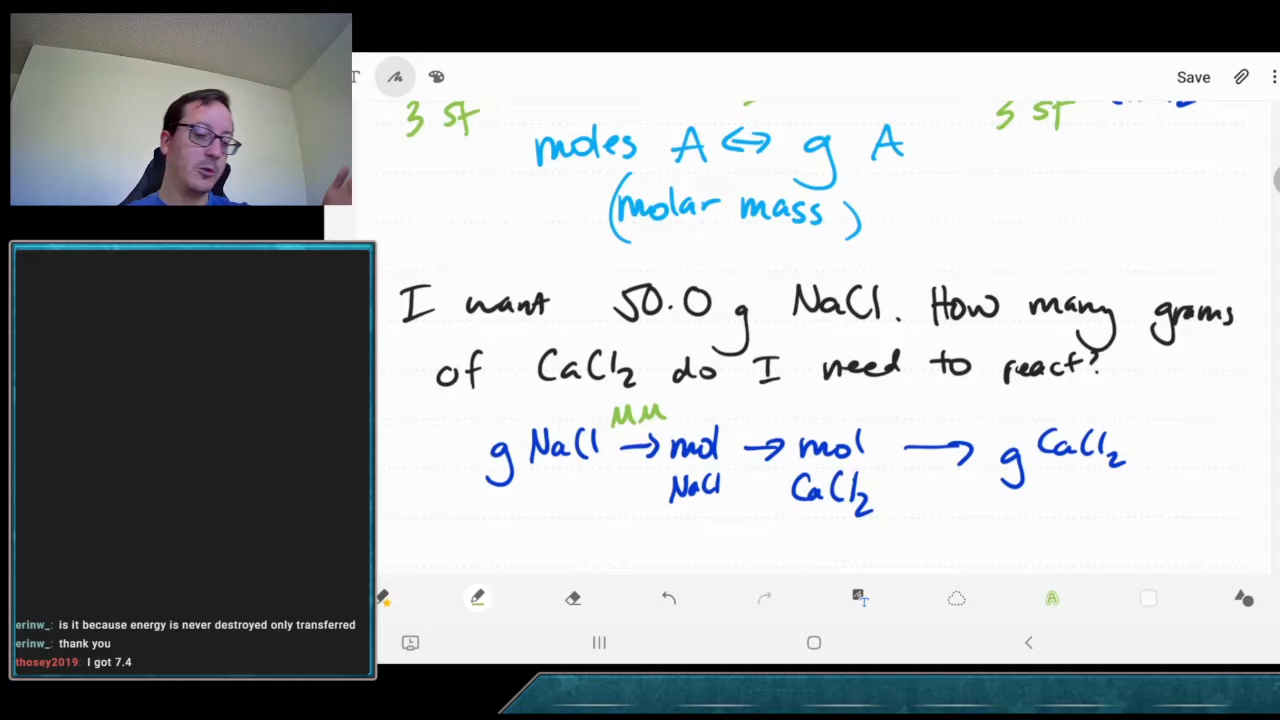 T
Save
3 st
3 st
moles A ↔ g A
(molar mass)
I want 50.0 g NaCl. How many grams
of CaCl2 do I need to react?
MM
g NaCl → mol → mol → g CaCl2
NaCl CaCl2
T
A
erinw_: is it because energy is never destroyed only transferred
erinw_: thank you
thosey2019: I got 7.4